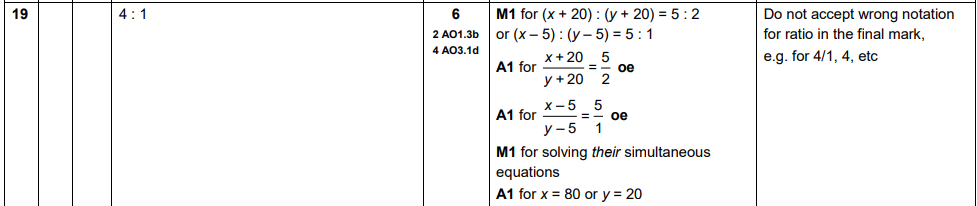 19
4 : 1
6
2 AO1.3b
4 AO3.1d
M1 for (x + 20) : (y + 20) = 5 : 2
or (x – 5) : (y – 5) = 5 : 1
A1 for x + 20 / y + 20 = 5 / 2 oe
A1 for x – 5 / y – 5 = 5 / 1 oe
M1 for solving their simultaneous
equations
A1 for x = 80 or y = 20
Do not accept wrong notation
for ratio in the final mark,
e.g. for 4/1, 4, etc